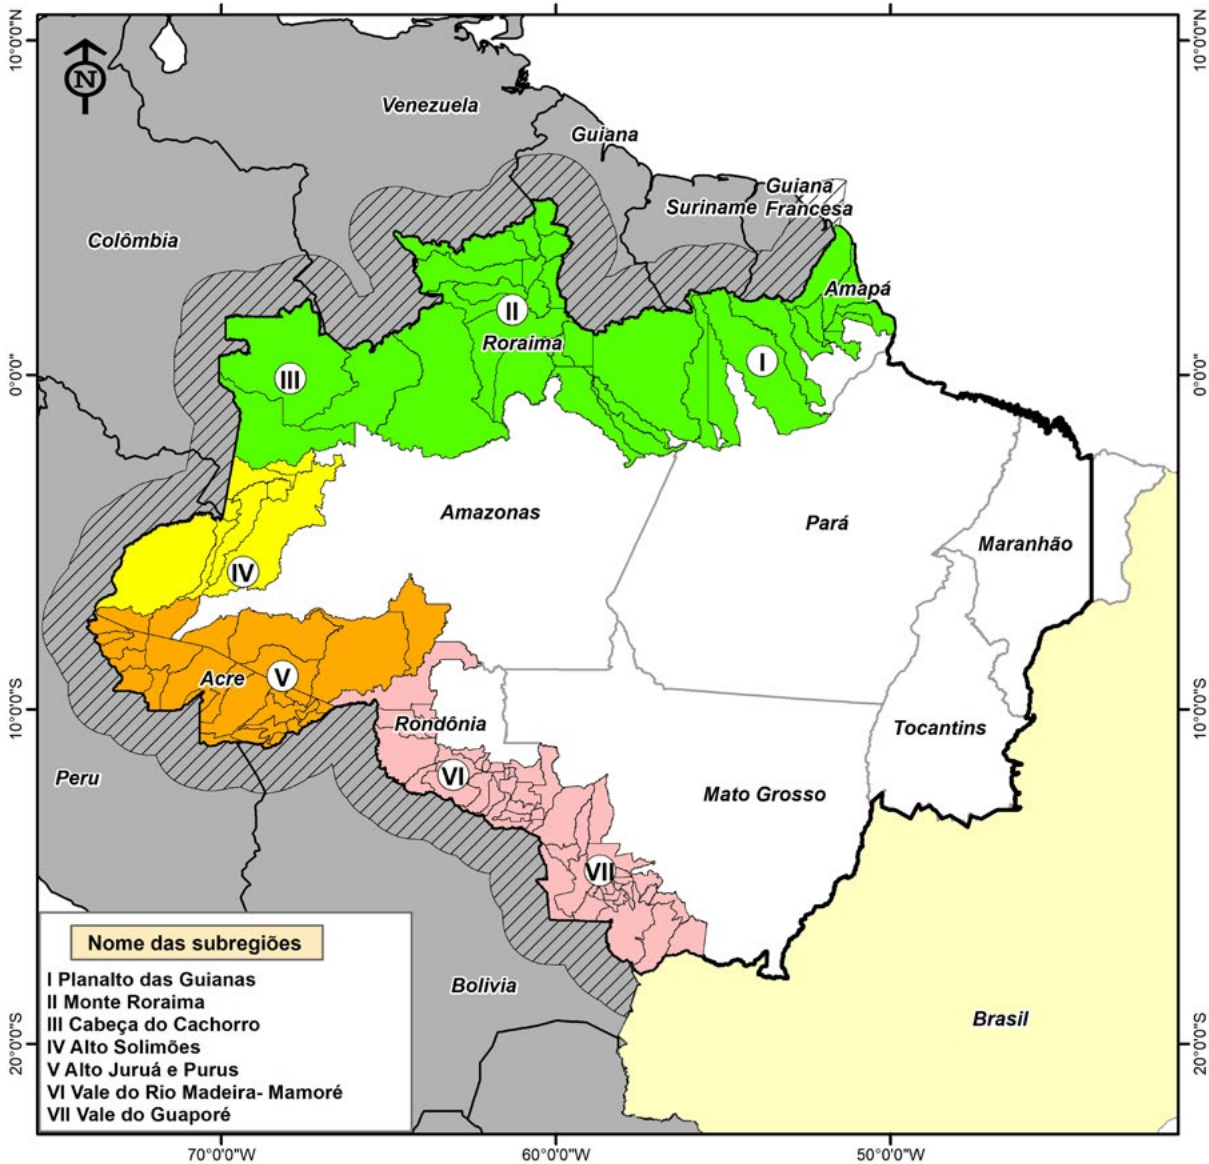 10°0'0"N
10°0'0"N
N
Venezuela
Guiana
Guiana
Francesa
Suriname
Colômbia
Amapá
II
Roraima
I
III
0°0'0"
0°0'0"
Amazonas
Pará
Maranhão
IV
Acre
V
10°0'0"S
10°0'0"S
Rondônia
Tocantins
Peru
VI
Mato Grosso
VII
Nome das subregiões
I Planalto das Guianas
II Monte Roraima
III Cabeça do Cachorro
IV Alto Solimões
V Alto Juruá e Purus
VI Vale do Rio Madeira- Mamoré
VII Vale do Guaporé
Bolivia
Brasil
20°0'0"S
20°0'0"S
70°0'0"W
60°0'0"W
50°0'0"W